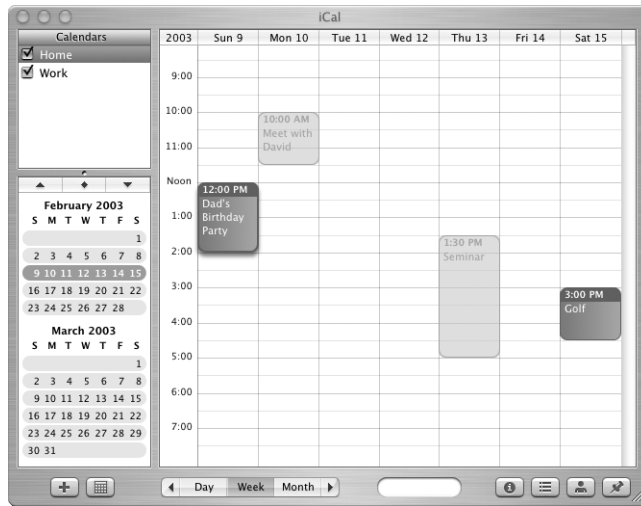 iCal
Calendars
Home
Work
2003 Sun 9 Mon 10 Tue 11 Wed 12 Thu 13 Fri 14 Sat 15
9:00
10:00
10:00 AM
Meet with
David
11:00
Noon
12:00 PM
Dad's
Birthday
Party
1:00
1:30 PM
Seminar
2:00
3:00
3:00 PM
Golf
4:00
5:00
6:00
7:00
February 2003
S M T W T F S
1
2 3 4 5 6 7 8
9 10 11 12 13 14 15
16 17 18 19 20 21 22
23 24 25 26 27 28
March 2003
S M T W T F S
1
2 3 4 5 6 7 8
9 10 11 12 13 14 15
16 17 18 19 20 21 22
23 24 25 26 27 28 29
30 31
Day Week Month